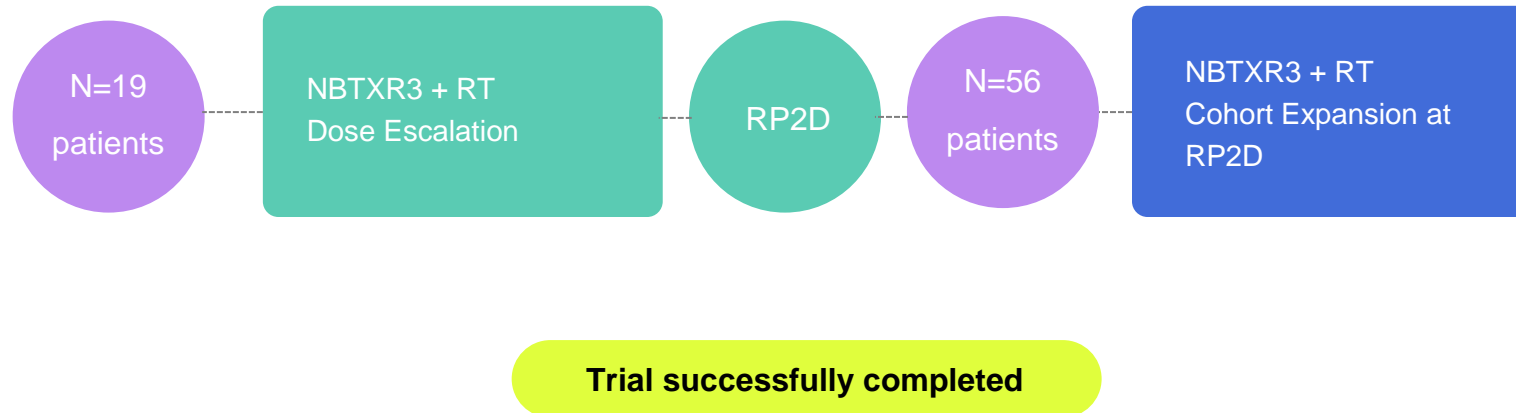 N=19
patients
NBTXR3 + RT
Dose Escalation
RP2D
N=56
patients
NBTXR3 + RT
Cohort Expansion at
RP2D
Trial successfully completed